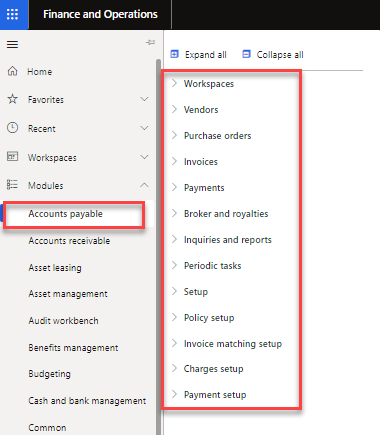 Finance and Operations
Home
Favorites
Recent
Workspaces
Modules
Accounts payable
Accounts receivable
Asset leasing
Asset management
Audit workbench
Benefits management
Budgeting
Cash and bank management
Common
Expand all
Collapse all
Workspaces
Vendors
Purchase orders
Invoices
Payments
Broker and royalties
Inquiries and reports
Periodic tasks
Setup
Policy setup
Invoice matching setup
Charges setup
Payment setup